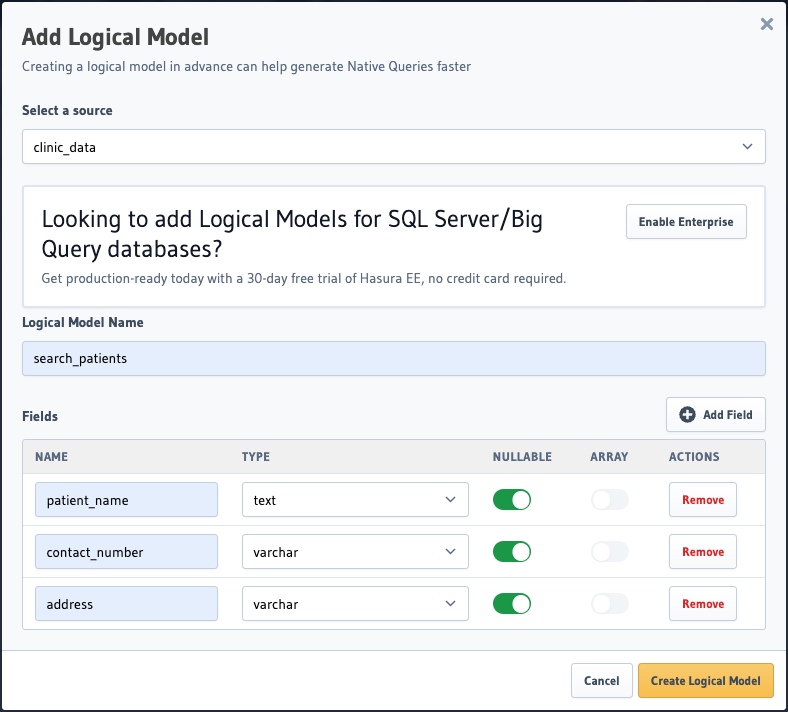 Add Logical Model
Creating a logical model in advance can help generate Native Queries faster
Select a source
clinic_data
Looking to add Logical Models for SQL Server/Big
Query databases?
Enable Enterprise
Get production-ready today with a 30-day free trial of Hasura EE, no credit card required.
Logical Model Name
search_patients
Fields
Add Field
NAME TYPE NULLABLE ARRAY ACTIONS
patient_name text Remove
contact_number varchar Remove
address varchar Remove
Cancel Create Logical Model